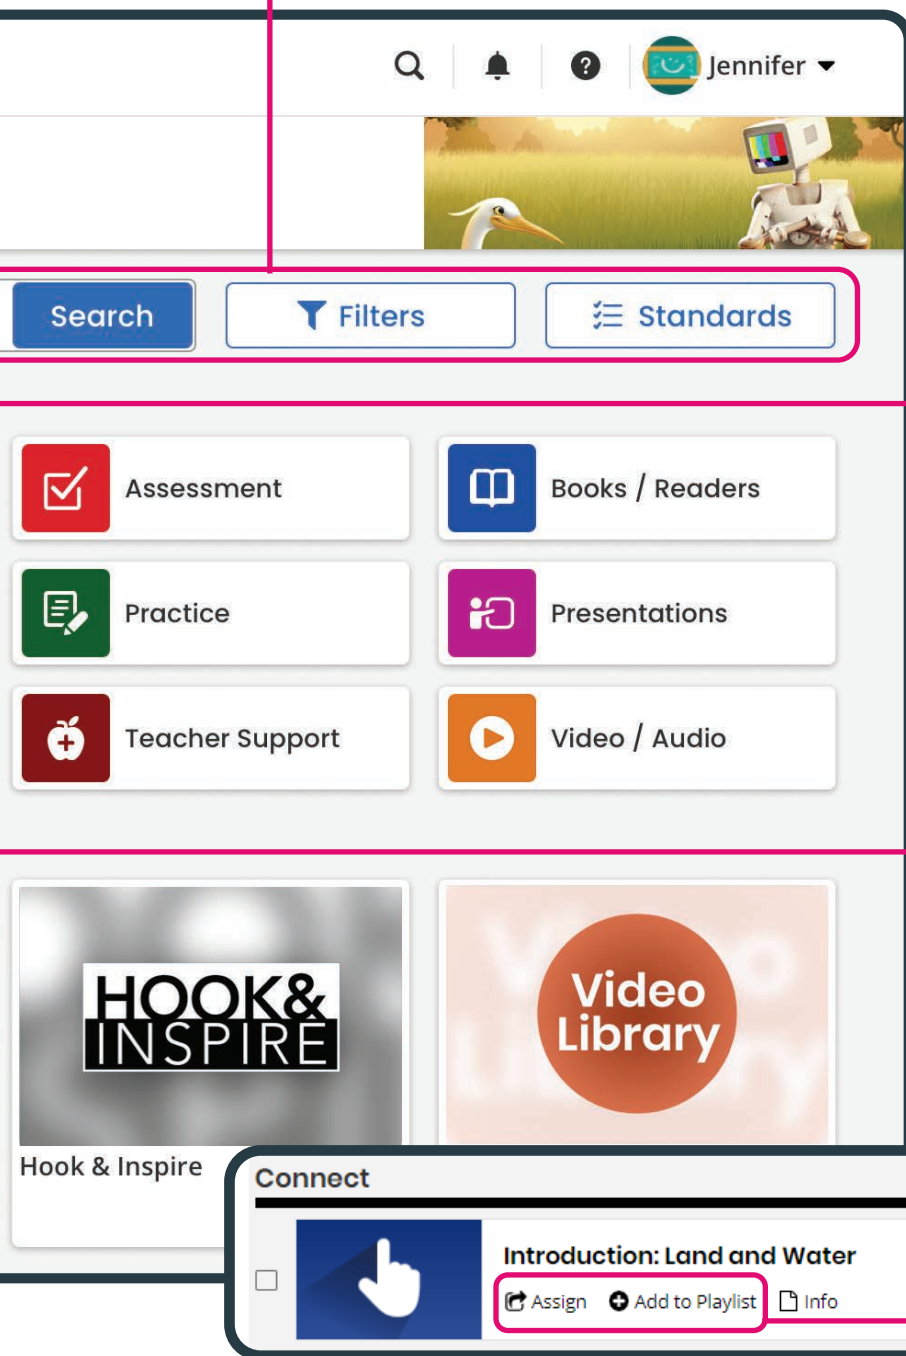 Jennifer
Search
Filters
Standards
Assessment
Books / Readers
Practice
Presentations
Teacher Support
Video / Audio
HOOK&
INSPIRE
Video
Library
Hook & Inspire
Connect
Introduction: Land and Water
Assign
Add to Playlist
Info